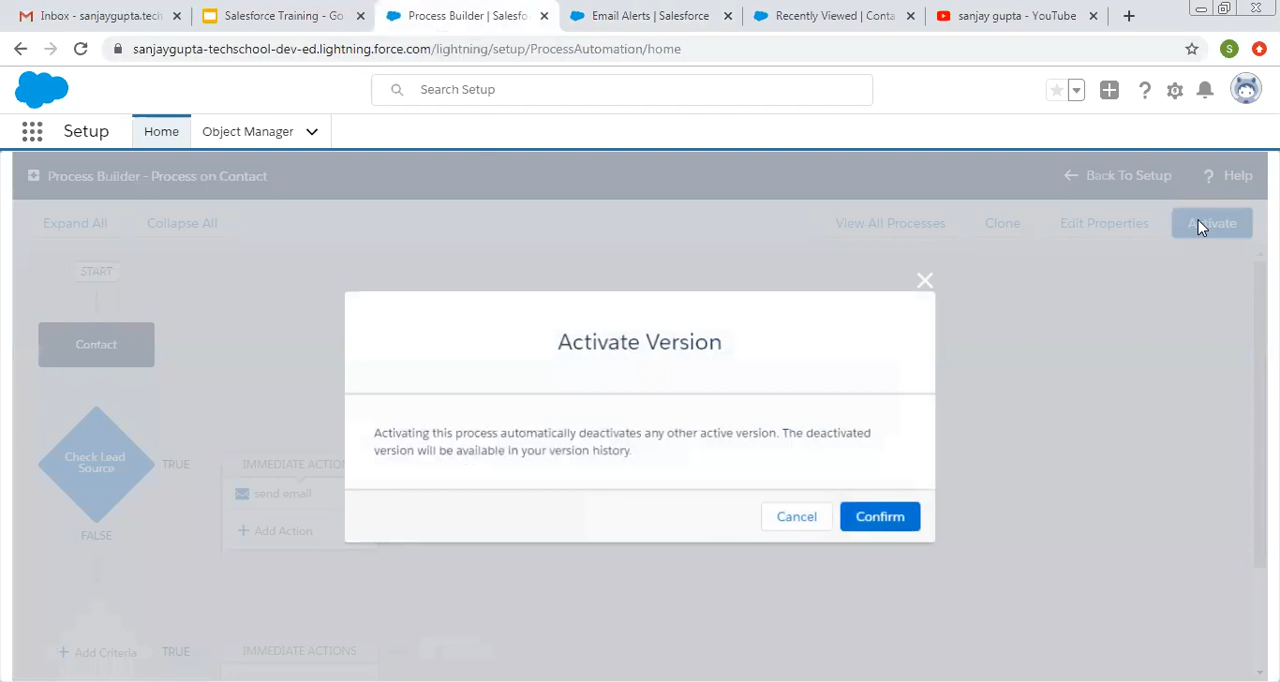 Inbox - sanjaygupta.tech
Salesforce Training - Go
Process Builder | Salesfo
Email Alerts | Salesforce
Recently Viewed | Conta
sanjay gupta - YouTube
sanjaygupta-techschool-dev-ed.lightning.force.com/lightning/setup/ProcessAutomation/home
S
Search Setup
Setup
Home
Object Manager
Process Builder - Process on Contact
Back To Setup
? Help
Expand All
Collapse All
View All Processes
Clone
Edit Properties
Activate
START
Contact
Activate Version
Activating this process automatically deactivates any other active version. The deactivated
version will be available in your version history.
Check Lead
Source
TRUE
IMMEDIATE ACTION
send email
+ Add Action
Cancel
Confirm
FALSE
+ Add Criteria
TRUE
IMMEDIATE ACTIONS